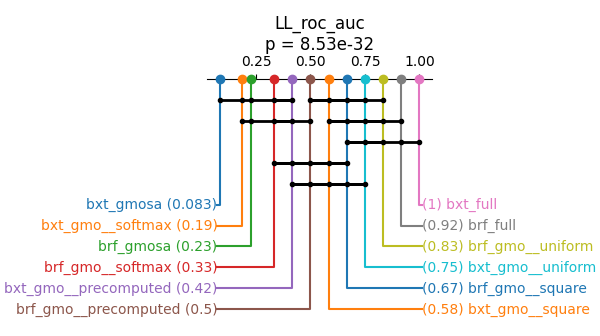 LL_roc_auc
p = 8.53e-32
0.25 0.50 0.75 1.00
bxt_gmosa (0.083) (1) bxt_full
bxt_gmo__softmax (0.19) (0.92) brf_full
brf_gmosa (0.23) (0.83) brf_gmo__uniform
brf_gmo__softmax (0.33) (0.75) bxt_gmo__uniform
bxt_gmo__precomputed (0.42) (0.67) brf_gmo__square
brf_gmo__precomputed (0.5) (0.58) bxt_gmo__square